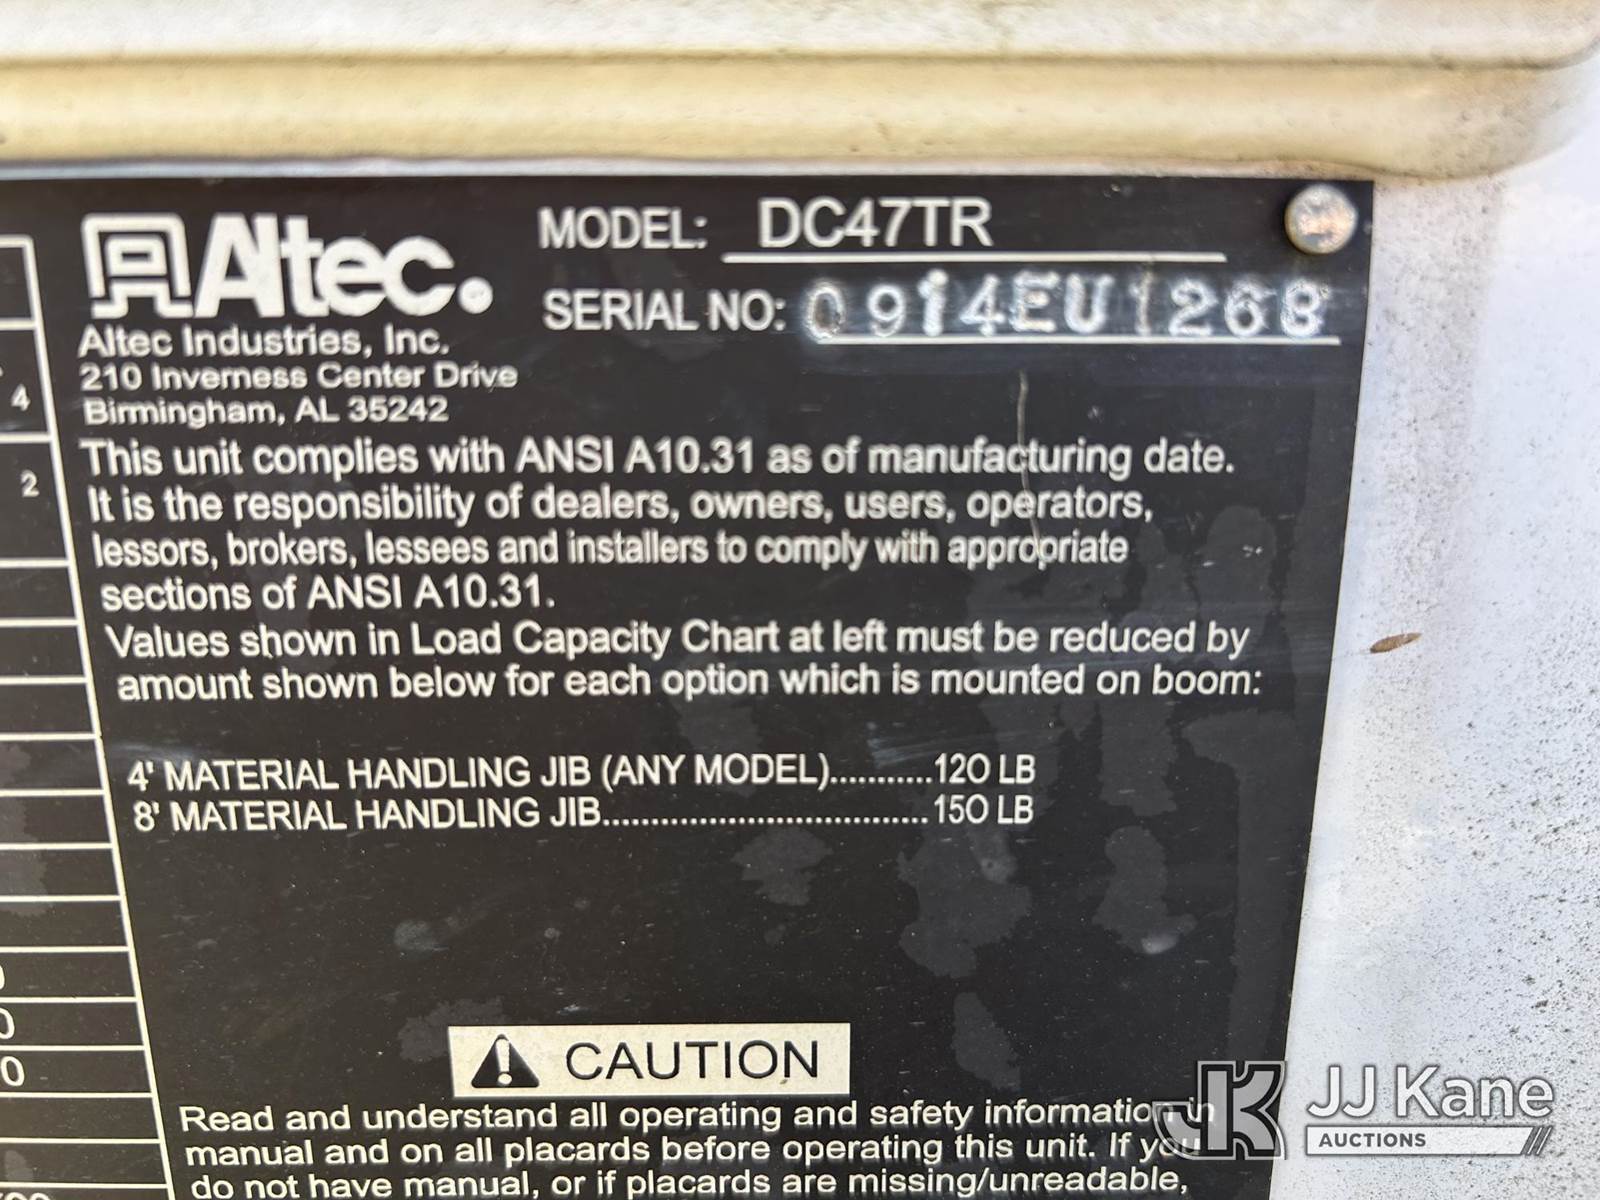 Altec.
MODEL: DC47TR
SERIAL NO: 0914EU1268
Altec Industries, Inc.
210 Inverness Center Drive
Birmingham, AL 35242
This unit complies with ANSI A10.31 as of manufacturing date.
It is the responsibility of dealers, owners, users, operators,
lessors, brokers, lessees and installers to comply with appropriate
sections of ANSI A10.31.
Values shown in Load Capacity Chart at left must be reduced by
amount shown below for each option which is mounted on boom:
4' MATERIAL HANDLING JIB (ANY MODEL)...........120 LB
8' MATERIAL HANDLING JIB.................................150 LB
CAUTION
Read and understand all operating and safety information in
manual and on all placards before operating this unit. If you
do not have manual, or if placards are missing/unreadable,
4
2
0
0
JK JJ Kane
AUCTIONS